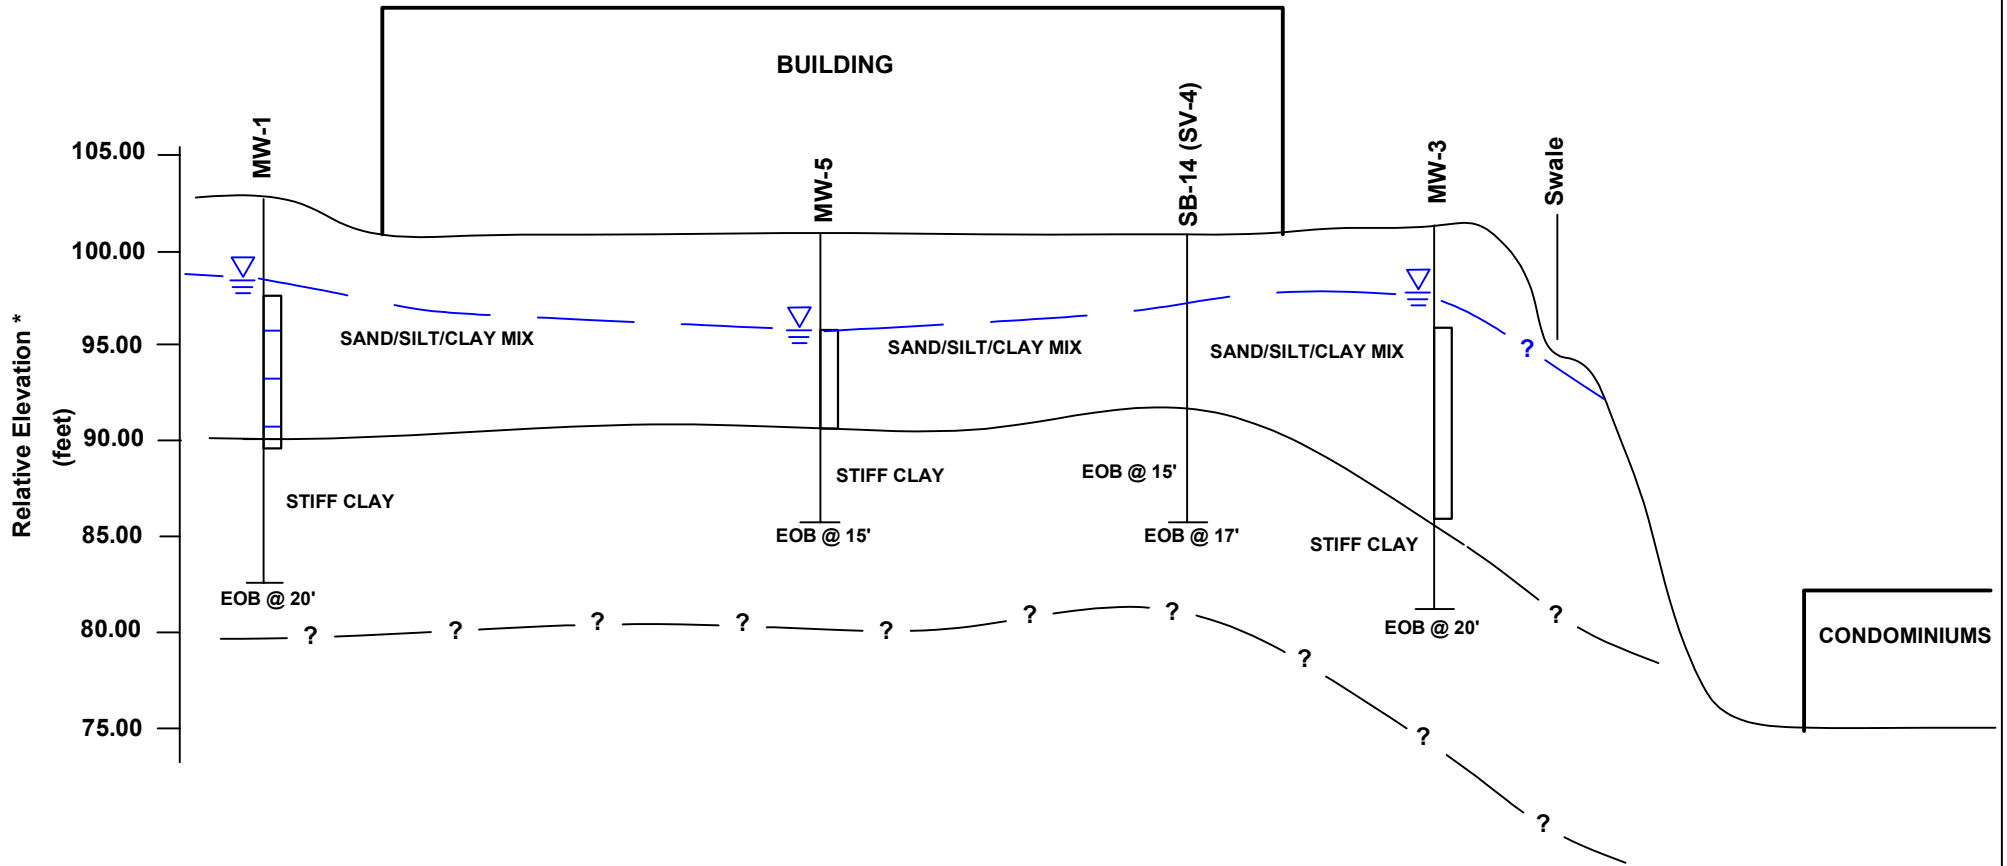 BUILDING
MW-1
MW-5
SB-14 (SV-4)
MW-3
Swale
105.00
100.00
95.00
90.00
85.00
80.00
75.00
Relative Elevation *
(feet)
SAND/SILT/CLAY MIX
SAND/SILT/CLAY MIX
SAND/SILT/CLAY MIX
?
STIFF CLAY
STIFF CLAY
EOB @ 15'
EOB @ 15'
EOB @ 17'
STIFF CLAY
EOB @ 20'
EOB @ 20'
?
? ? ? ? ? ? ? ? ? ?
CONDOMINIUMS